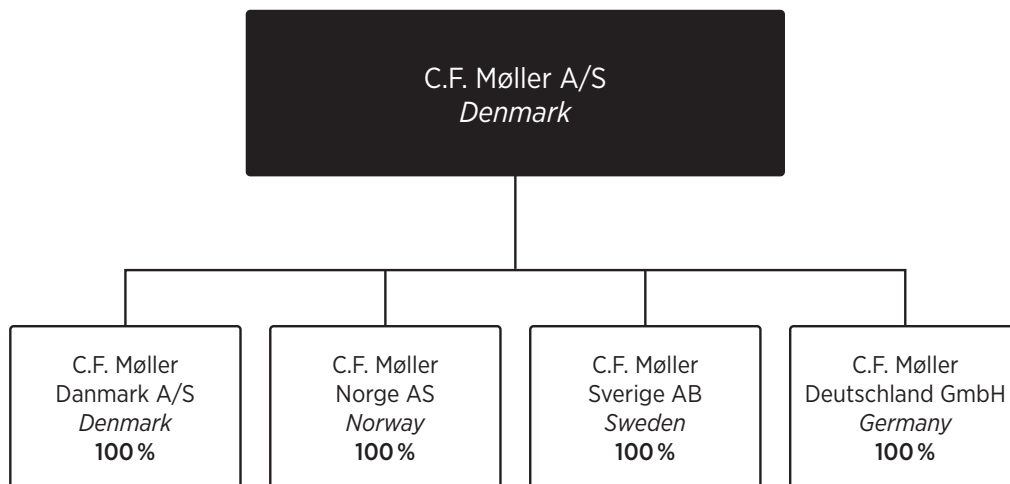 C.F. Møller A/S
Denmark
C.F. Møller
Danmark A/S
Denmark
100 %
C.F. Møller
Norge AS
Norway
100 %
C.F. Møller
Sverige AB
Sweden
100 %
C.F. Møller
Deutschland GmbH
Germany
100 %